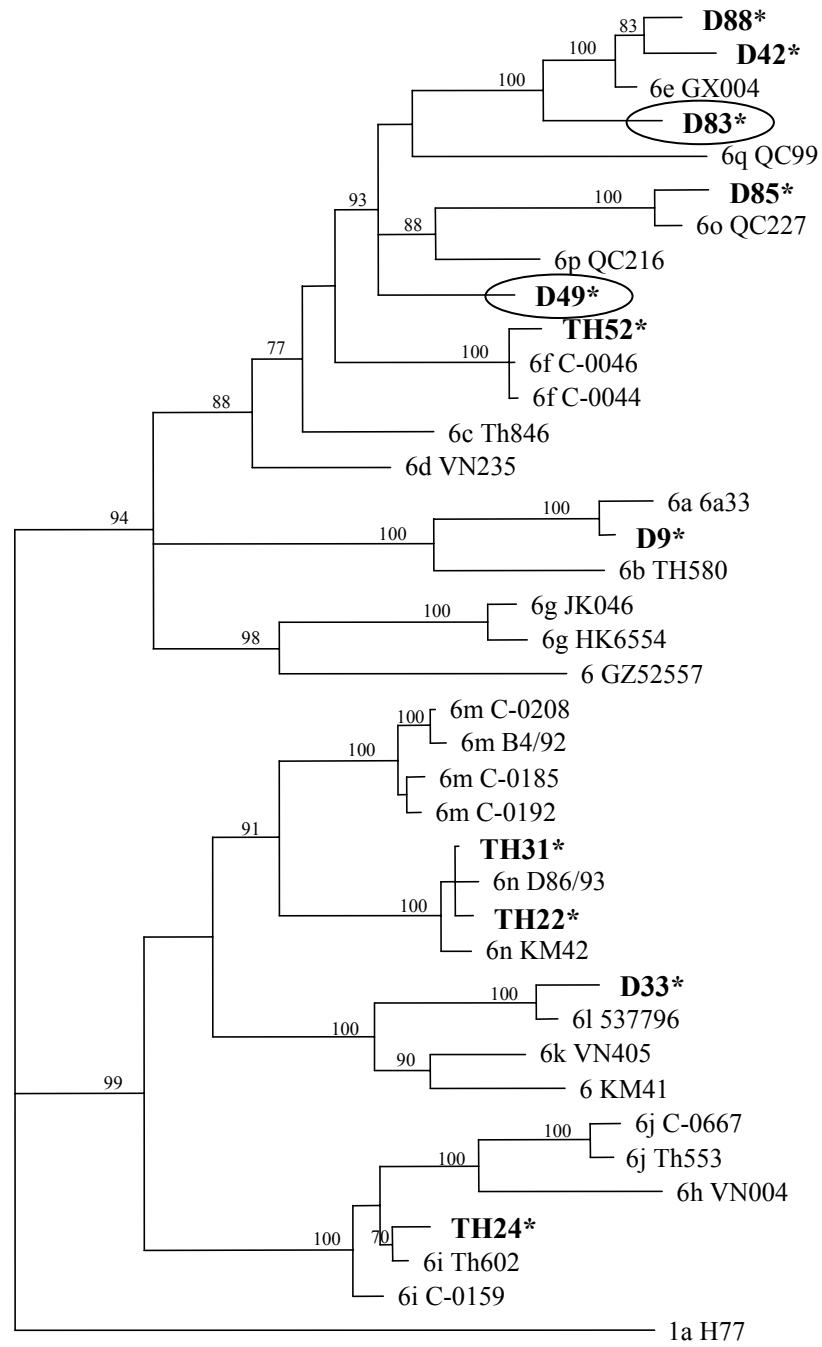 D88*
83
D42*
100
6e GX004
100
D83*
6q QC99
D85*
100
6o QC227
93
88
6p QC216
D49*
TH52*
100
6f C-0046
6f C-0044
77
6c Th846
88
6d VN235
6a 6a33
100
D9*
94
100
6b TH580
6g JK046
100
6g HK6554
98
6 GZ52557
6m C-0208
100
6m B4/92
100
6m C-0185
6m C-0192
91
TH31*
6n D86/93
100
TH22*
6n KM42
D33*
100
6l 537796
100
6k VN405
90
6 KM41
99
6j C-0667
100
6j Th553
100
6h VN004
TH24*
100
70
6i Th602
6i C-0159
1a H77